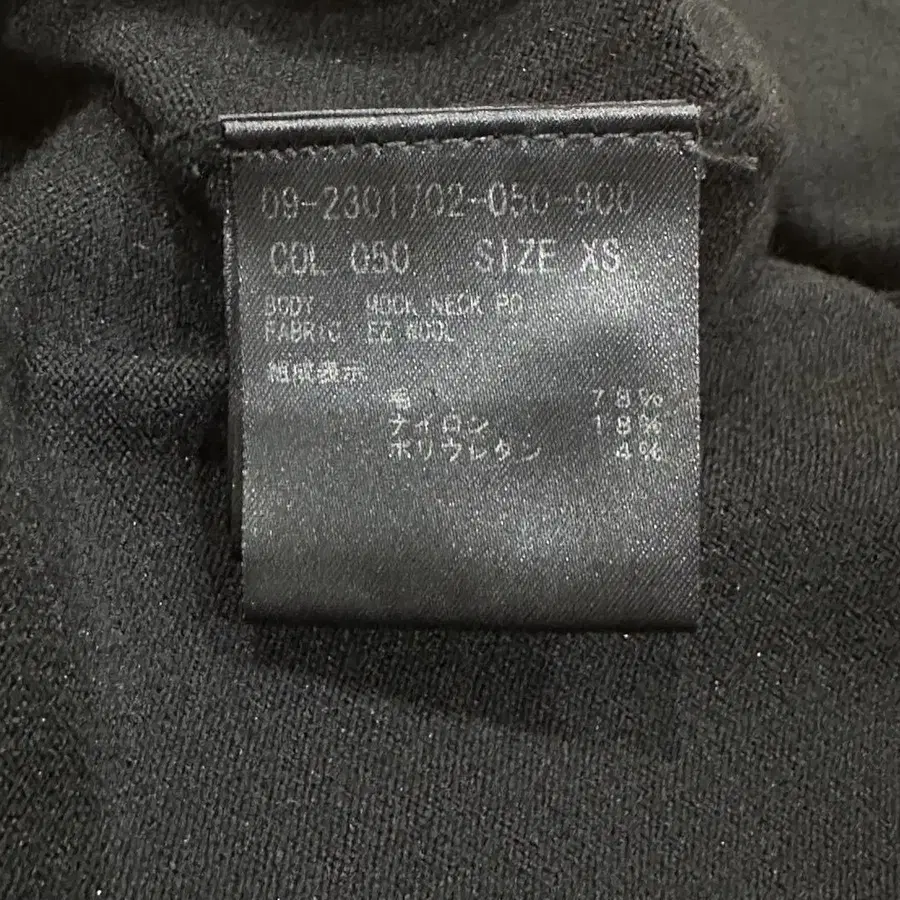 09-2301702-050-900
COL 050 SIZE XS
BODY MOCK NECK PO
FABRIC EZ WOOL
組成表示
毛 78%
ナイロン 18%
ポリウレタン 4%